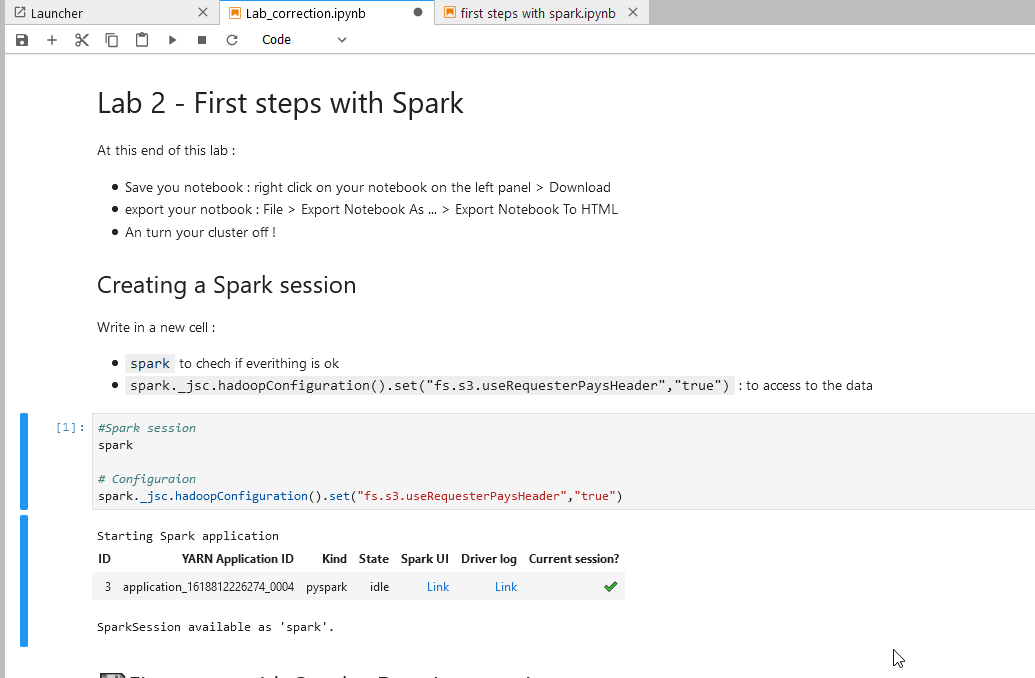 Launcher
Lab_correction.ipynb
first steps with spark.ipynb
Code
Lab 2 - First steps with Spark
At this end of this lab :
Save you notebook : right click on your notebook on the left panel > Download
export your notbook : File > Export Notebook As ... > Export Notebook To HTML
An turn your cluster off !
Creating a Spark session
Write in a new cell :
spark to chech if everithing is ok
spark._jsc.hadoopConfiguration().set("fs.s3.useRequesterPaysHeader","true") : to access to the data
[1]:
#Spark session
spark
# Configuraion
spark._jsc.hadoopConfiguration().set("fs.s3.useRequesterPaysHeader","true")
Starting Spark application
ID YARN Application ID Kind State Spark UI Driver log Current session?
3 application_1618812226274_0004 pyspark idle Link Link ✔
SparkSession available as 'spark'.